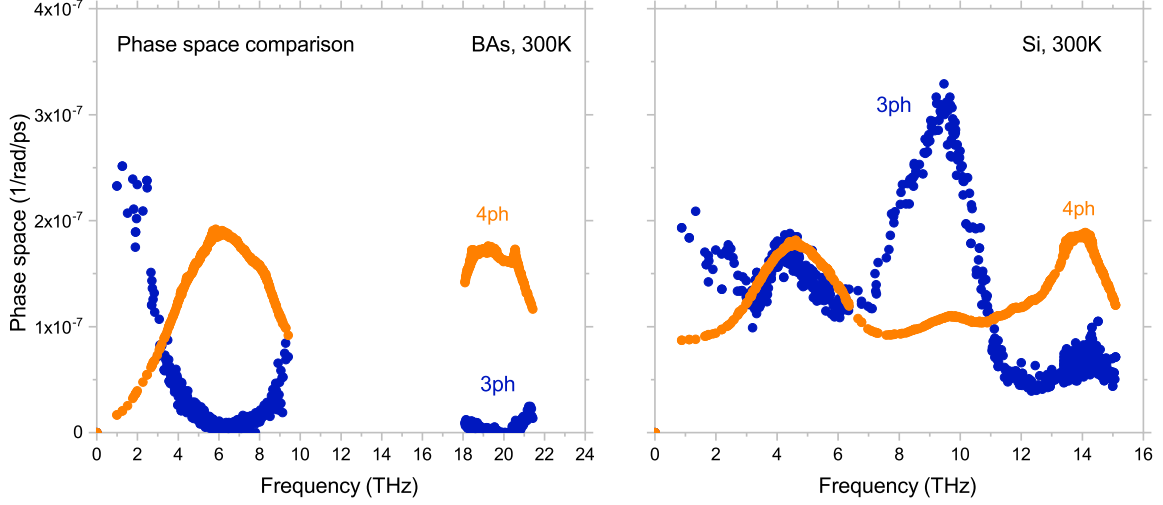 4x10-7
3x10-7
2x10-7
1x10-7
0
Phase space (1/rad/ps)
Phase space comparison
BAs, 300K
4ph
3ph
0 2 4 6 8 10 12 14 16 18 20 22 24
Frequency (THz)
Si, 300K
3ph
4ph
0 2 4 6 8 10 12 14 16
Frequency (THz)